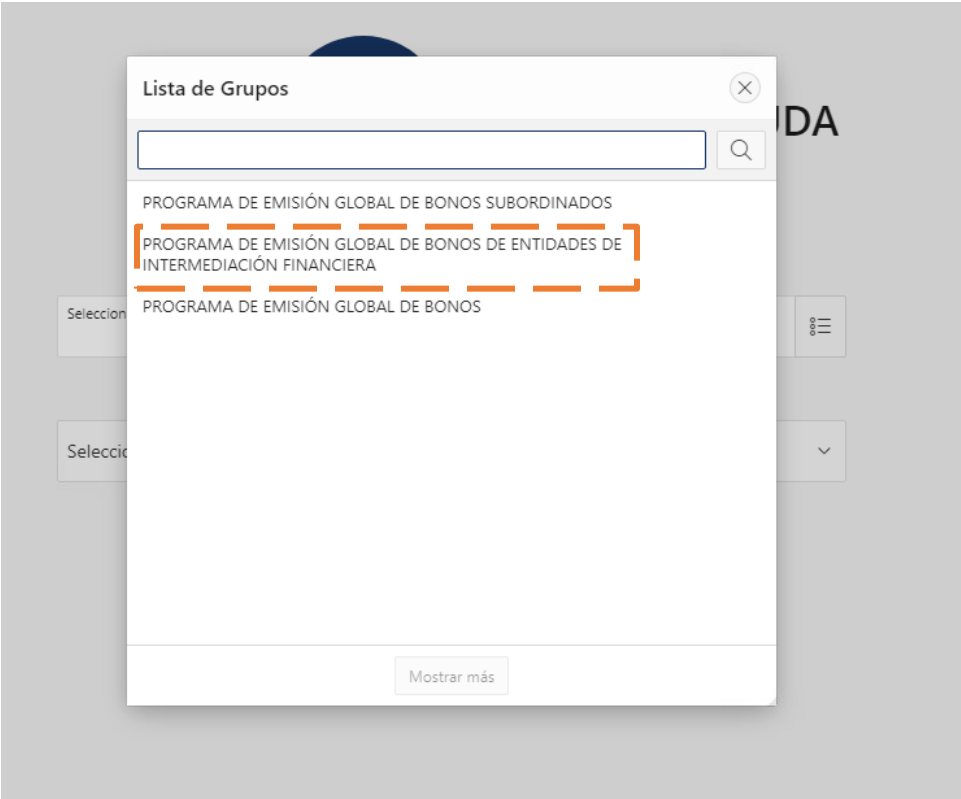 Lista de Grupos
PROGRAMA DE EMISIÓN GLOBAL DE BONOS SUBORDINADOS
PROGRAMA DE EMISIÓN GLOBAL DE BONOS DE ENTIDADES DE
INTERMEDIACIÓN FINANCIERA
PROGRAMA DE EMISIÓN GLOBAL DE BONOS
Mostrar más